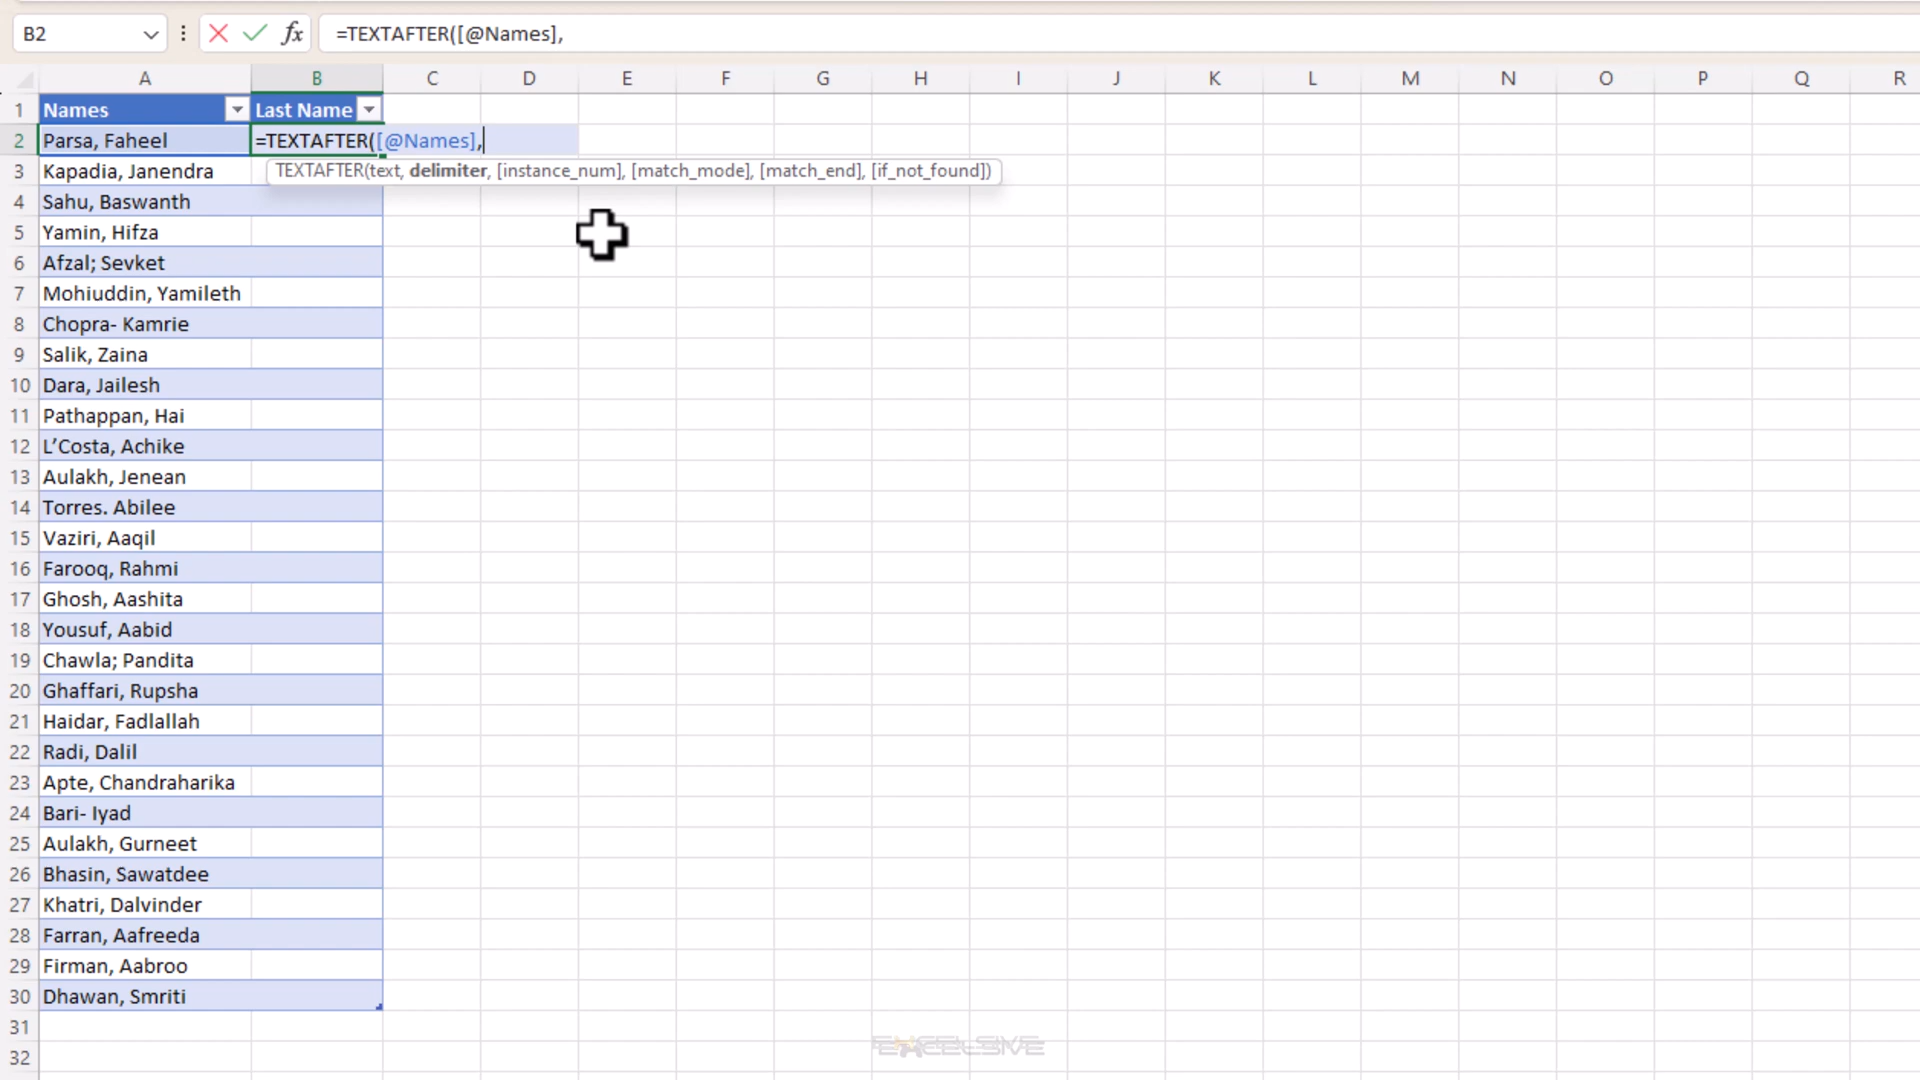 B2 =TEXTAFTER([@Names],
A B C D E F G H I J K L M N O P Q R
1 Names Last Name
2 Parsa, Faheel =TEXTAFTER([@Names],
TEXTAFTER(text, delimiter, [instance_num], [match_mode], [match_end], [if_not_found])
3 Kapadia, Janendra
4 Sahu, Baswanth
5 Yamin, Hifza
6 Afzal; Sevket
7 Mohiuddin, Yamileth
8 Chopra- Kamrie
9 Salik, Zaina
10 Dara, Jailesh
11 Pathappan, Hai
12 L’Costa, Achike
13 Aulakh, Jenean
14 Torres. Abilee
15 Vaziri, Aaqil
16 Farooq, Rahmi
17 Ghosh, Aashita
18 Yousuf, Aabid
19 Chawla; Pandita
20 Ghaffari, Rupsha
21 Haidar, Fadlallah
22 Radi, Dalil
23 Apte, Chandraharika
24 Bari- Iyad
25 Aulakh, Gurneet
26 Bhasin, Sawatdee
27 Khatri, Dalvinder
28 Farran, Aafreeda
29 Firman, Aabroo
30 Dhawan, Smriti
31
32